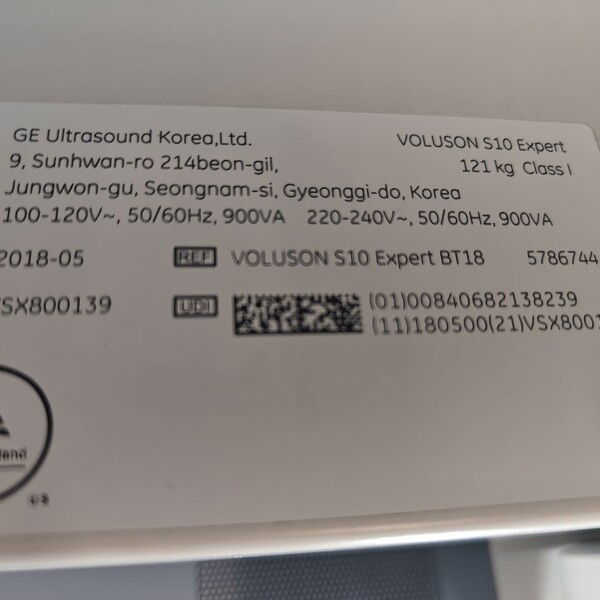 GE Ultrasound Korea,Ltd.
VOLUSON S10 Expert
9, Sunhwan-ro 214beon-gil,
121 kg Class I
Jungwon-gu, Seongnam-si, Gyeonggi-do, Korea
100-120V~, 50/60Hz, 900VA 220-240V~, 50/60Hz, 900VA
2018-05 REF VOLUSON S10 Expert BT18 5786744
VSX800139 UDI (01)00840682138239
(11)180500(21)VSX8001
US